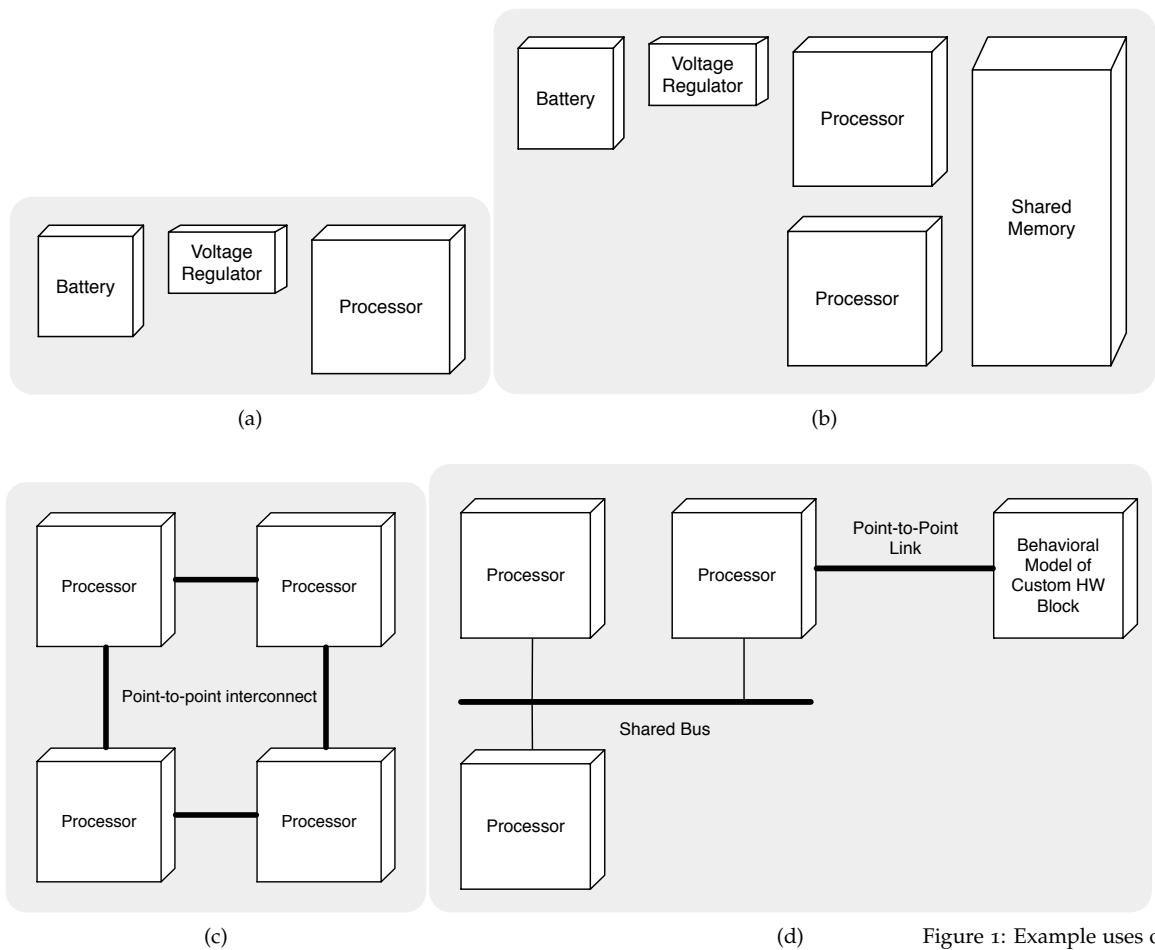 Battery
Voltage
Regulator
Processor
(a)
Battery
Voltage
Regulator
Processor
Processor
Shared
Memory
(b)
Processor
Processor
Point-to-point interconnect
Processor
Processor
(c)
Processor
Processor
Point-to-Point
Link
Behavioral
Model of
Custom HW
Block
Shared Bus
Processor
(d)
Figure 1: Example uses